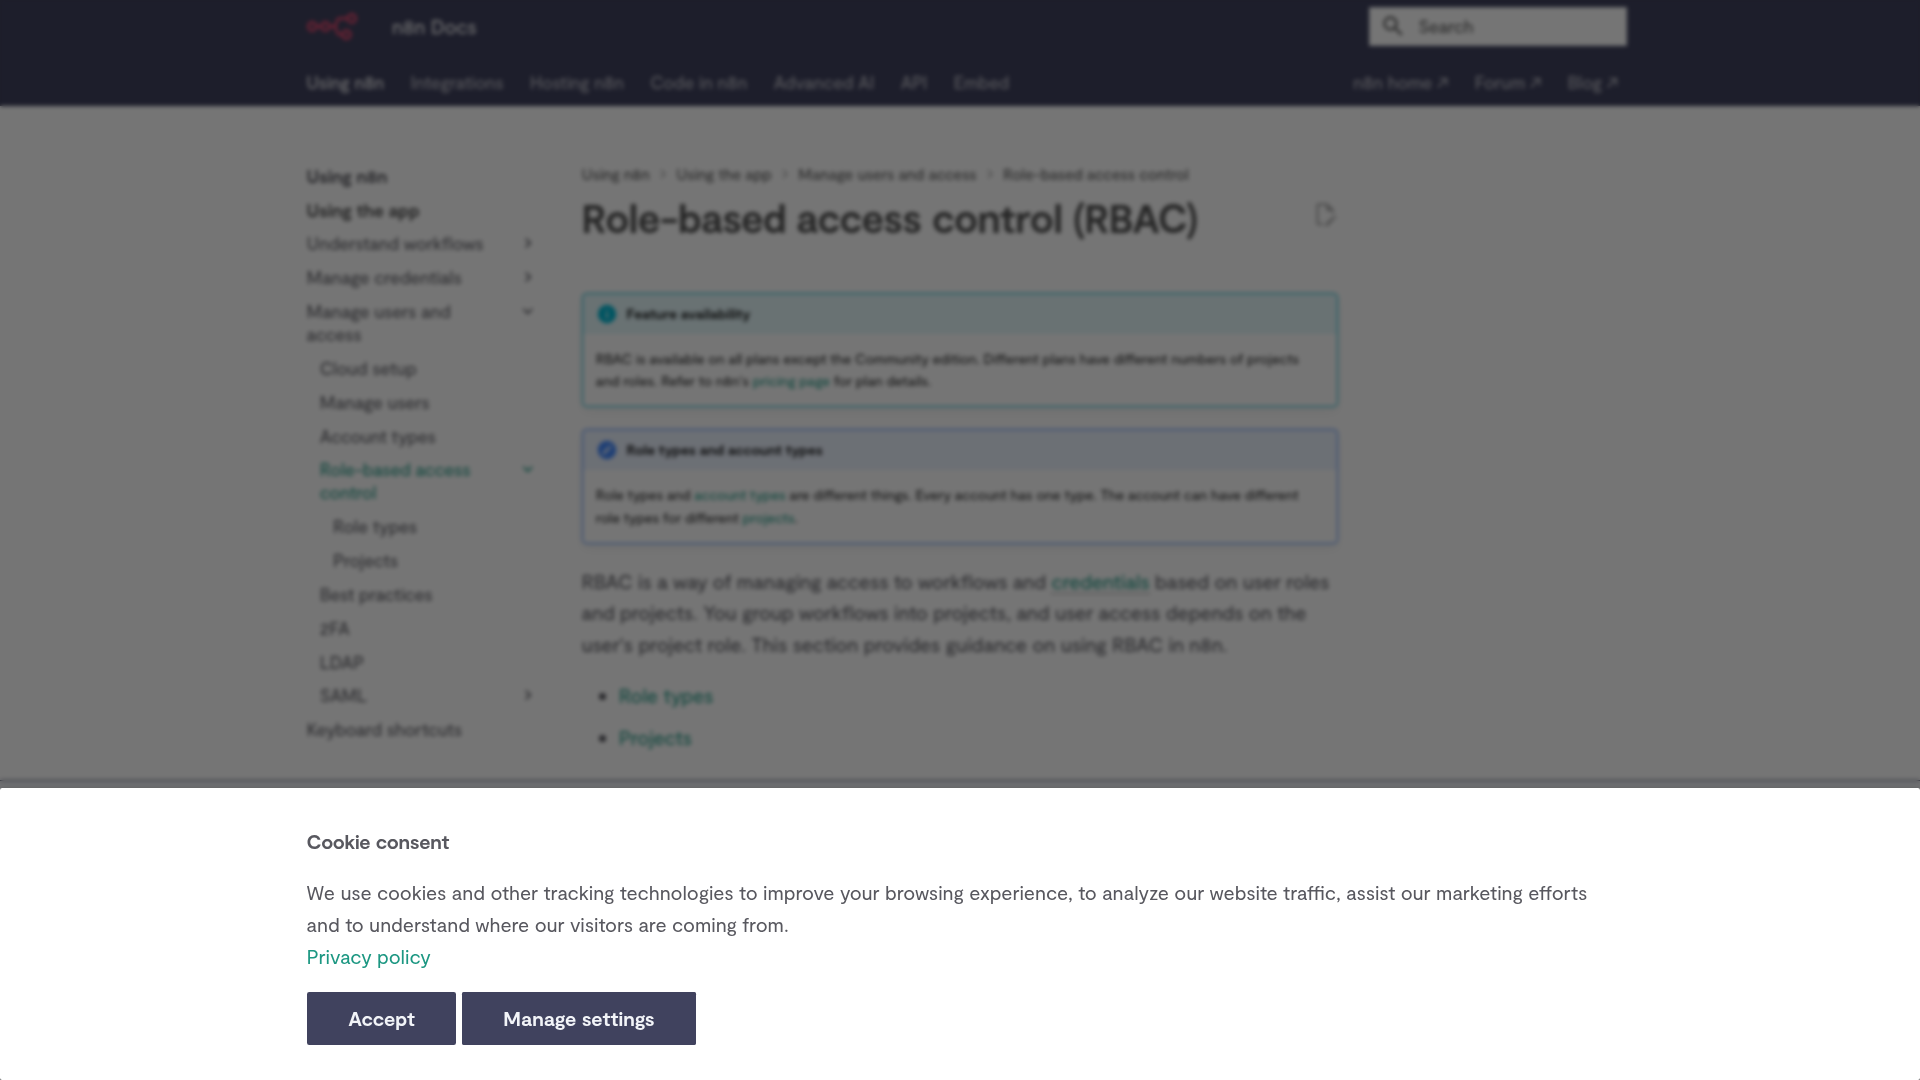 n8n Docs
Search
Using n8n
Integrations
Hosting n8n
Code in n8n
Advanced AI
API
Embed
n8n home
Forum
Blog
Using n8n
Using the app
Understand workflows
Manage credentials
Manage users and
access
Cloud setup
Manage users
Account types
Role-based access
control
Role types
Projects
Best practices
2FA
LDAP
SAML
Keyboard shortcuts
Using n8n › Using the app › Manage users and access › Role-based access control
Role-based access control (RBAC)
Feature availability
RBAC is available on all plans except the Community edition. Different plans have different numbers of projects
and roles. Refer to n8n's pricing page for plan details.
Role types and account types
Role types and account types are different things. Every account has one type. The account can have different
role types for different projects.
RBAC is a way of managing access to workflows and credentials based on user roles
and projects. You group workflows into projects, and user access depends on the
user's project role. This section provides guidance on using RBAC in n8n.
• Role types
• Projects
Cookie consent
We use cookies and other tracking technologies to improve your browsing experience, to analyze our website traffic, assist our marketing efforts
and to understand where our visitors are coming from.
Privacy policy
Accept
Manage settings